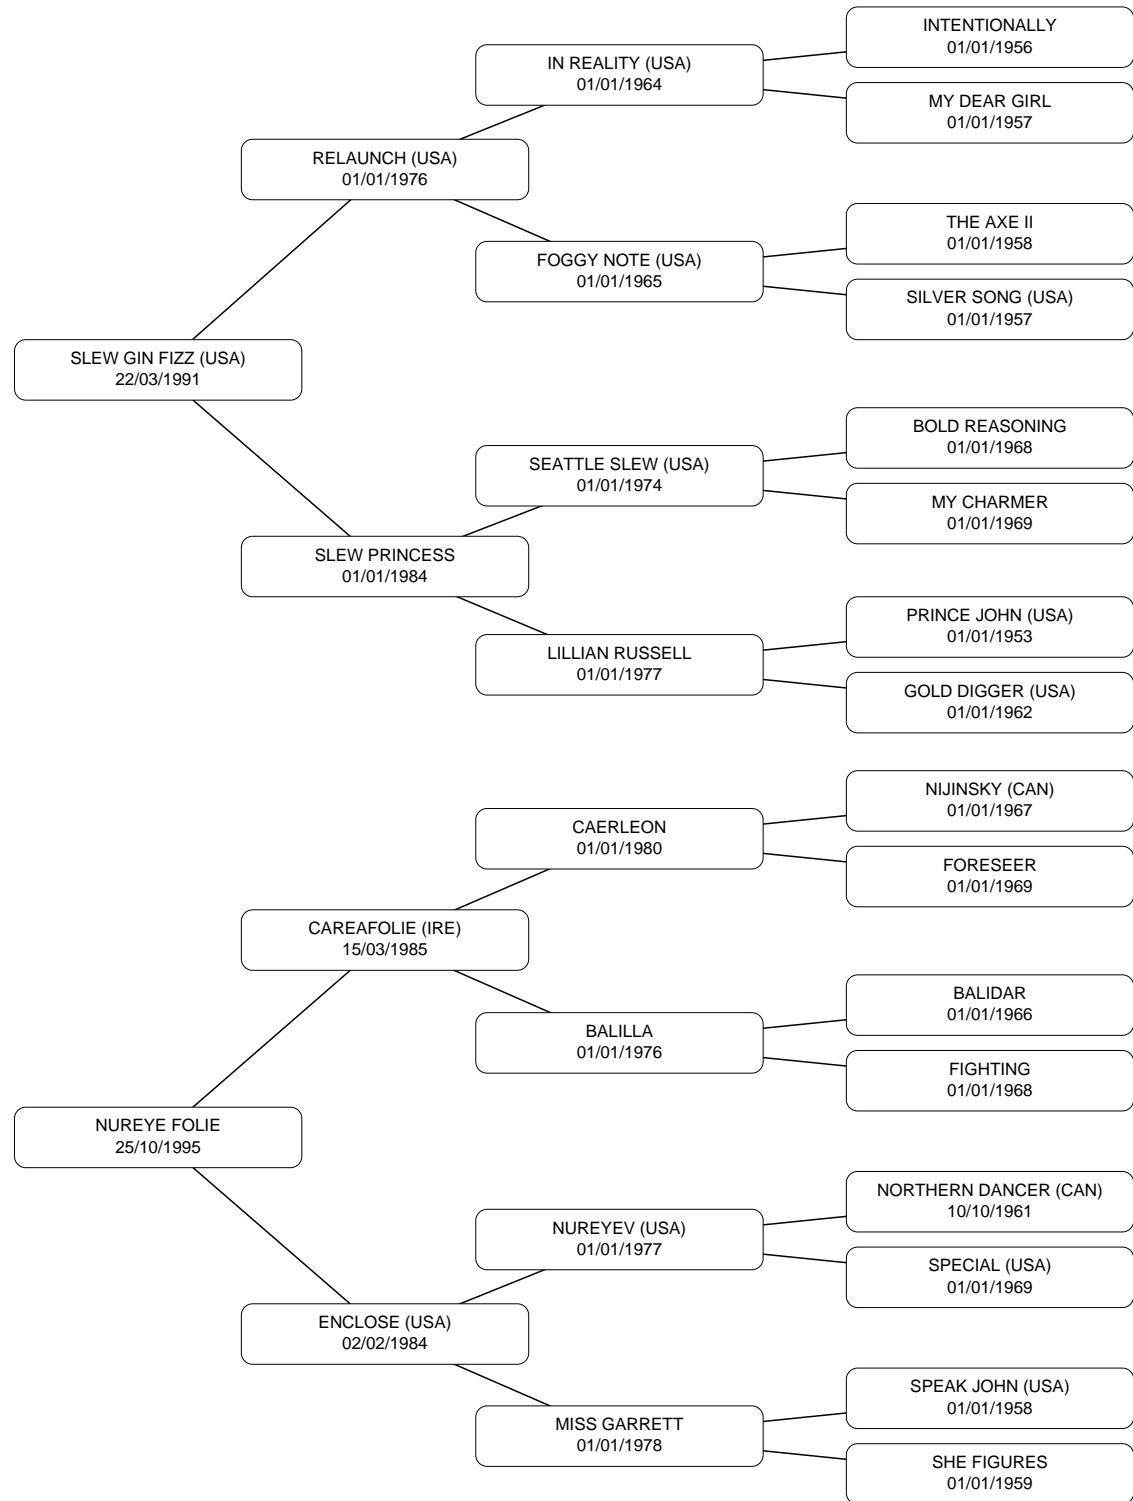 INTENTIONALLY
01/01/1956
IN REALITY (USA)
01/01/1964
MY DEAR GIRL
01/01/1957
RELAUNCH (USA)
01/01/1976
THE AXE II
01/01/1958
FOGGY NOTE (USA)
01/01/1965
SILVER SONG (USA)
01/01/1957
SLEW GIN FIZZ (USA)
22/03/1991
BOLD REASONING
01/01/1968
SEATTLE SLEW (USA)
01/01/1974
MY CHARMER
01/01/1969
SLEW PRINCESS
01/01/1984
PRINCE JOHN (USA)
01/01/1953
LILLIAN RUSSELL
01/01/1977
GOLD DIGGER (USA)
01/01/1962
NIJINSKY (CAN)
01/01/1967
CAERLEON
01/01/1980
FORESEER
01/01/1969
CAREAFOLIE (IRE)
15/03/1985
BALIDAR
01/01/1966
BALILLA
01/01/1976
FIGHTING
01/01/1968
NUREYE FOLIE
25/10/1995
NORTHERN DANCER (CAN)
10/10/1961
NUREYEV (USA)
01/01/1977
SPECIAL (USA)
01/01/1969
ENCLOSE (USA)
02/02/1984
SPEAK JOHN (USA)
01/01/1958
MISS GARRETT
01/01/1978
SHE FIGURES
01/01/1959